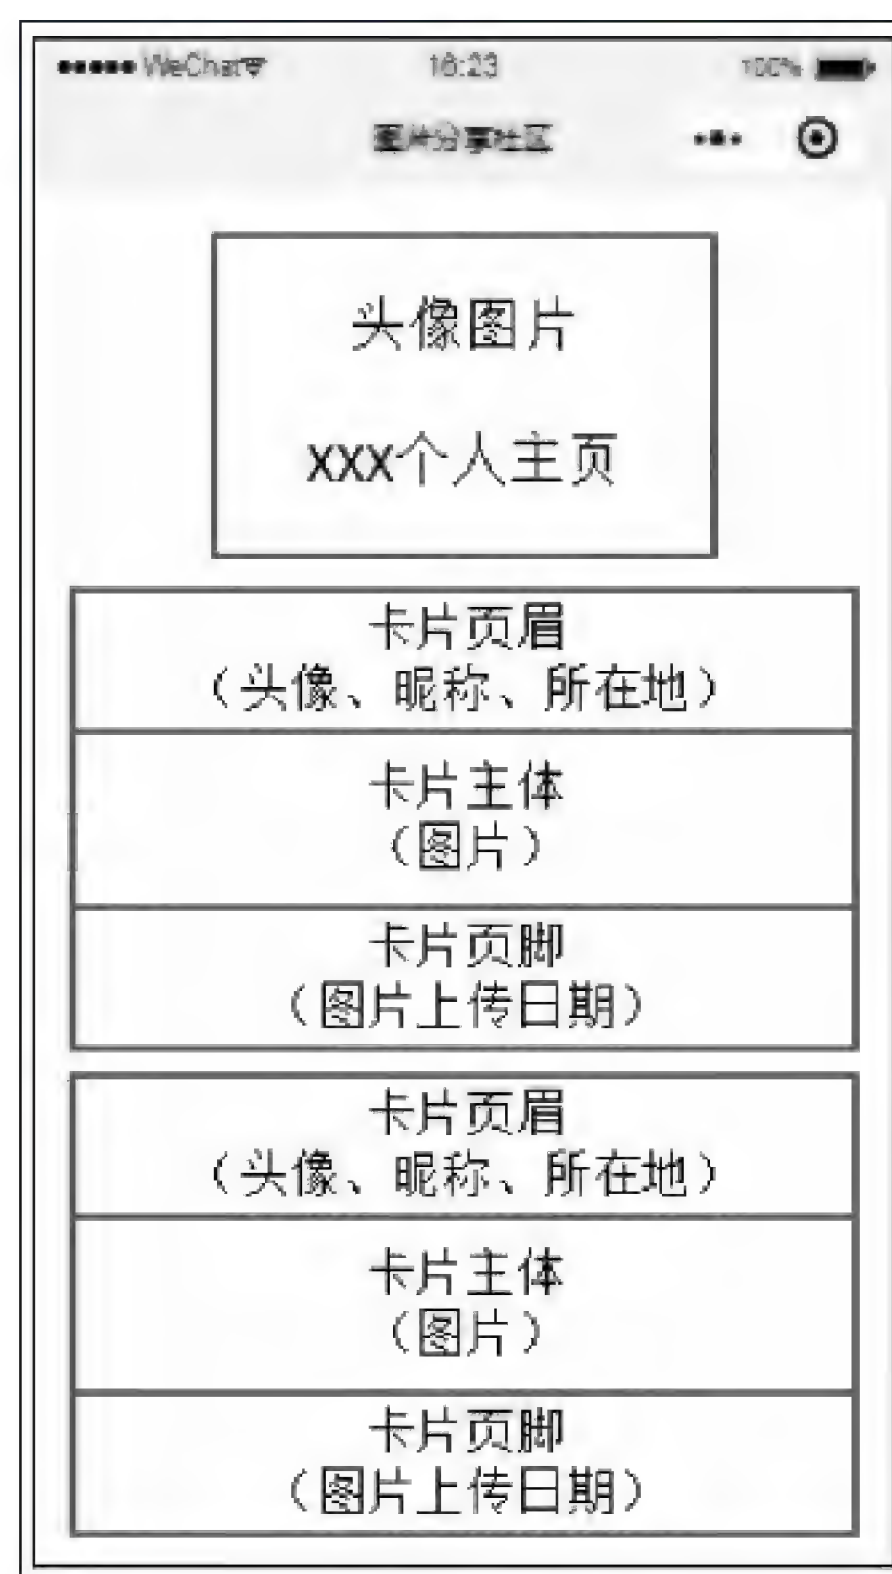 WeChat 16:23 100%
图片分享社区
头像图片
xxx个人主页
卡片页眉
（头像、昵称、所在地）
卡片主体
（图片）
卡片页脚
（图片上传日期）
卡片页眉
（头像、昵称、所在地）
卡片主体
（图片）
卡片页脚
（图片上传日期）